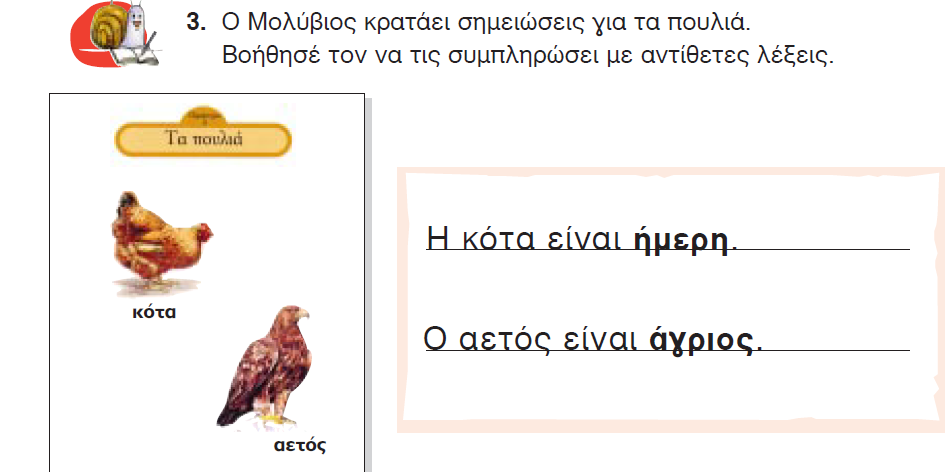 3. Ο Μολύβιος κρατάει σημειώσεις για τα πουλιά.
Βοήθησέ τον να τις συμπληρώσει με αντίθετες λέξεις.
Τα πουλιά
κότα
αετός
Η κότα είναι ήμερη.
Ο αετός είναι άγριος.